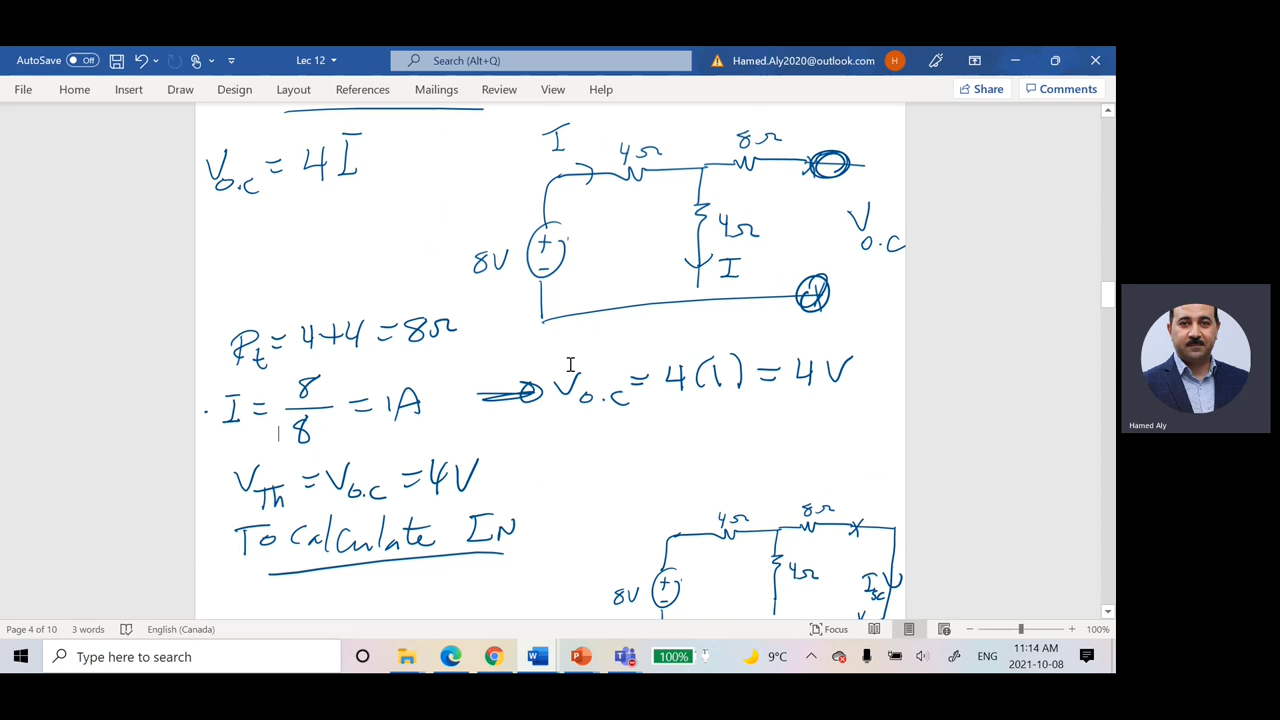 AutoSave Off Lec 12 Search (Alt+Q) Hamed.Aly2020@outlook.com H
File Home Insert Draw Design Layout References Mailings Review View Help Share Comments
Vo.c = 4I
I
4Ω
8Ω
4Ω
I
8V
+
-
Vo.c
Rt = 4+4 = 8Ω
I = 8/8 = 1A
Vo.c = 4(1) = 4V
VTh = Vo.c = 4V
To Calculate IN
4Ω
8Ω
4Ω
8V
+
-
Isc
Hamed Aly
Page 4 of 10 3 words English (Canada) Focus 100%
Type here to search 100% 9°C ENG 11:14 AM
2021-10-08